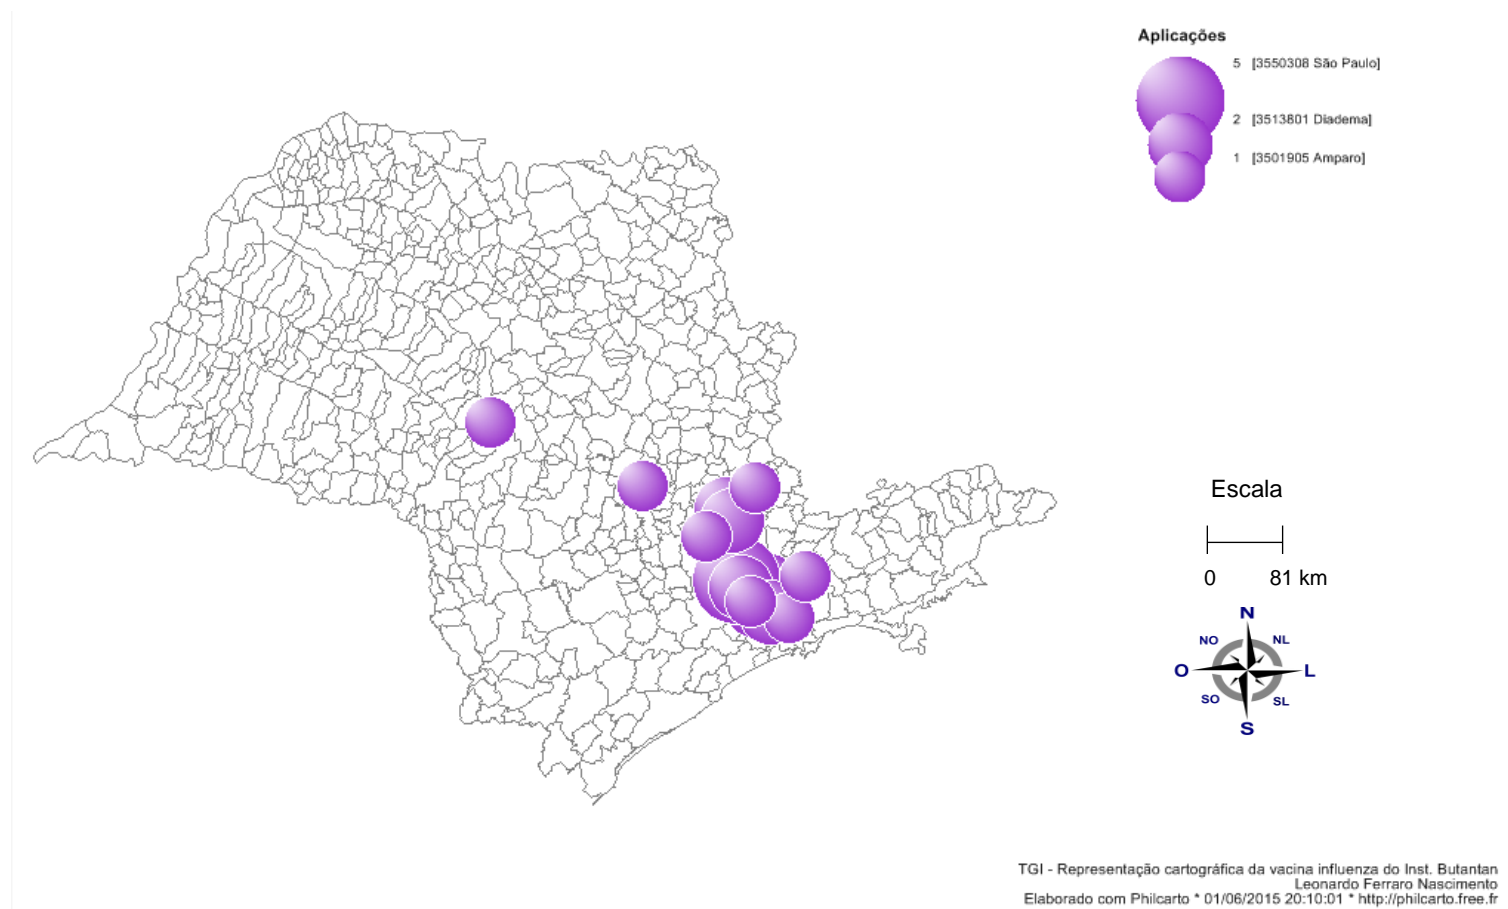 Aplicações
5 [3550308 São Paulo]
2 [3513801 Diadema]
1 [3501905 Amparo]
Escala
0 81 km
N
NO NL
O L
SO SL
S
TGI - Representação cartográfica da vacina influenza do Inst. Butantan
Leonardo Ferraro Nascimento
Elaborado com Philcarto * 01/06/2015 20:10:01 * http://philcarto.free.fr